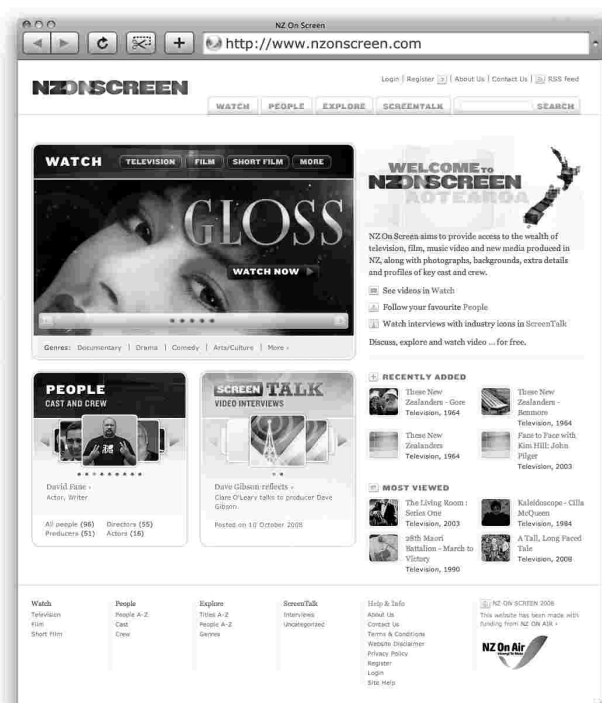 NZ On Screen
http://www.nzonscreen.com
NZONSCREEN
Login | Register | About Us | Contact Us | RSS feed
WATCH PEOPLE EXPLORE SCREENTALK SEARCH
WATCH TELEVISION FILM SHORT FILM MORE
GLOSS
WATCH NOW
Genres: Documentary | Drama | Comedy | Arts/Culture | More
WELCOME TO
NZONSCREEN
AOTEAROA
NZ On Screen aims to provide access to the wealth of
television, film, music video and new media produced in
NZ, along with photographs, backgrounds, extra details
and profiles of key cast and crew.
See videos in Watch
Follow your favourite People
Watch interviews with industry icons in ScreenTalk
Discuss, explore and watch video ... for free.
PEOPLE
CAST AND CREW
David Fane
Actor, Writer
All people (96) Directors (55)
Producers (51) Actors (16)
SCREEN TALK
VIDEO INTERVIEWS
Dave Gibson reflects
Clare O'Leary talks to producer Dave
Gibson.
Posted on 10 October 2008
RECENTLY ADDED
These New
Zealanders - Gore
Television, 1964
These New
Zealanders -
Benmore
Television, 1964
These New
Zealanders
Television, 1964
Face to Face with
Kim Hill: John
Pilger
Television, 2003
MOST VIEWED
The Living Room :
Series One
Television, 2003
Kaleidoscope - Cilla
McQueen
Television, 1984
28th Maori
Battalion - March to
Victory
Television, 1990
A Tall, Long Faced
Tale
Television, 2008
Watch
Television
Film
Short Film
People
People A-Z
Cast
Crew
Explore
Titles A-Z
People A-Z
Genres
ScreenTalk
Interviews
Uncategorized
Help & Info
About Us
Contact Us
Terms & Conditions
Website Disclaimer
Privacy Policy
Register
Login
Site Help
NZ ON SCREEN 2008
This website has been made with
funding from NZ ON AIR
NZ On Air